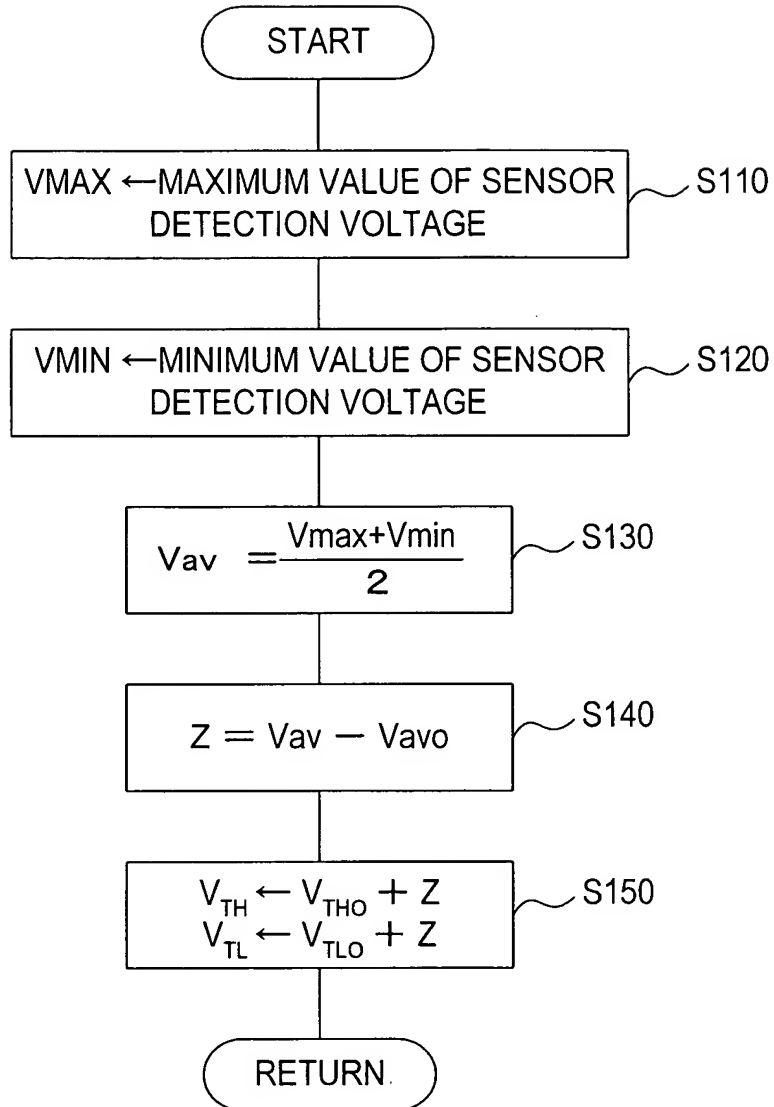 START
VMAX ←MAXIMUM VALUE OF SENSOR
DETECTION VOLTAGE
S110
VMIN ←MINIMUM VALUE OF SENSOR
DETECTION VOLTAGE
S120
Vav = Vmax+Vmin
2
S130
Z = Vav − Vavo
S140
V_TH ← V_THO + Z
V_TL ← V_TLO + Z
S150
RETURN